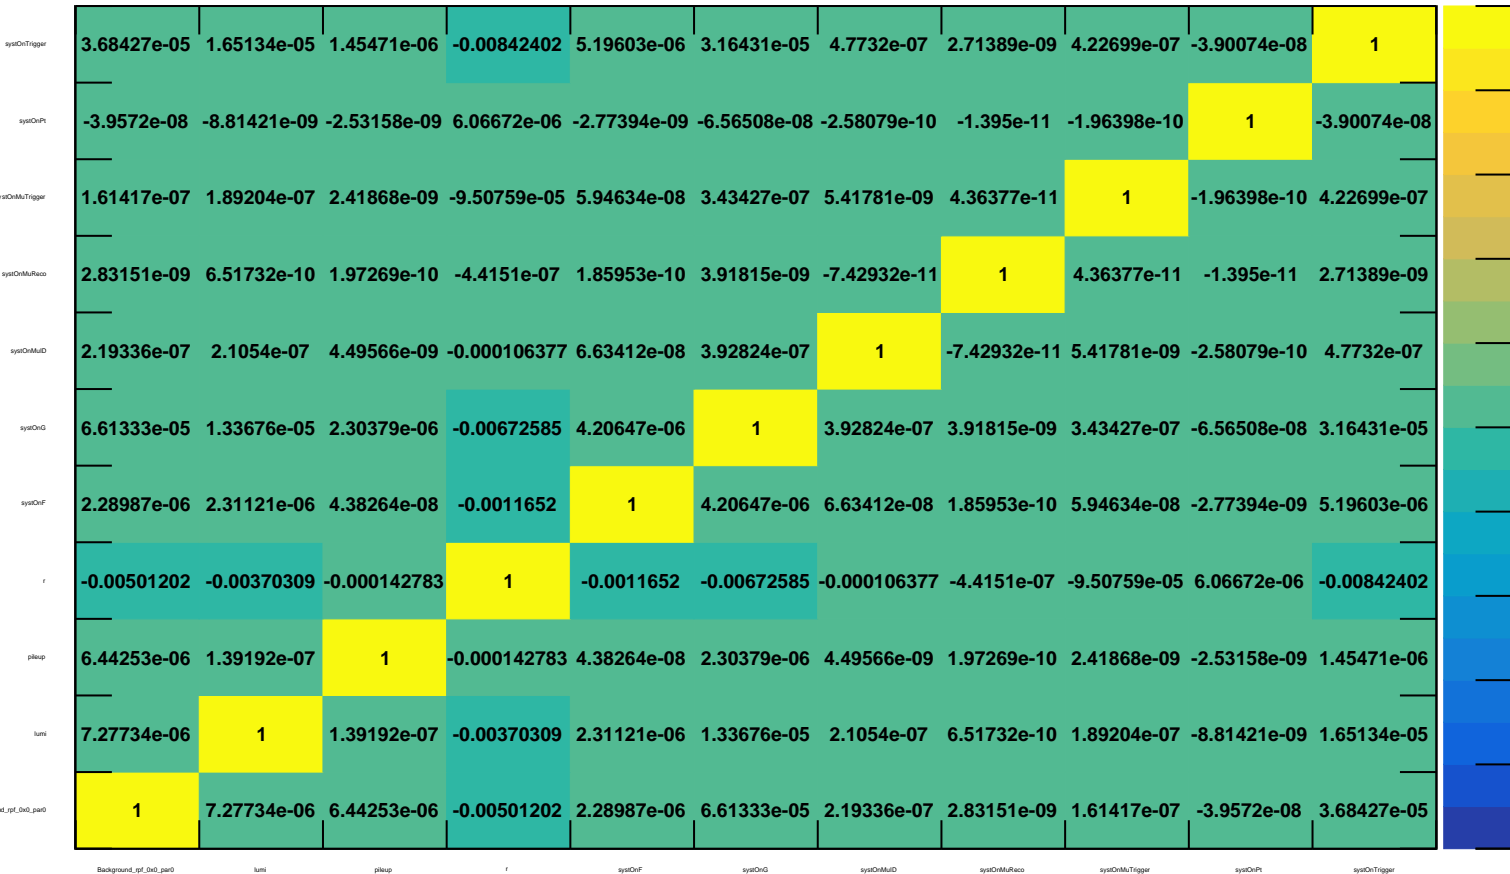 systOnTrigger 3.68427e-05 1.65134e-05 1.45471e-06 -0.00842402 5.19603e-06 3.16431e-05 4.7732e-07 2.71389e-09 4.22699e-07 -3.90074e-08 1
systOnPt -3.9572e-08 -8.81421e-09 -2.53158e-09 6.06672e-06 -2.77394e-09 -6.56508e-08 -2.58079e-10 -1.395e-11 -1.96398e-10 1 -3.90074e-08
stOnMuTrigger 1.61417e-07 1.89204e-07 2.41868e-09 -9.50759e-05 5.94634e-08 3.43427e-07 5.41781e-09 4.36377e-11 1 -1.96398e-10 4.22699e-07
systOnMuReco 2.83151e-09 6.51732e-10 1.97269e-10 -4.4151e-07 1.85953e-10 3.91815e-09 -7.42932e-11 1 4.36377e-11 -1.395e-11 2.71389e-09
systOnMuID 2.19336e-07 2.1054e-07 4.49566e-09 -0.000106377 6.63412e-08 3.92824e-07 1 -7.42932e-11 5.41781e-09 -2.58079e-10 4.7732e-07
systOnG 6.61333e-05 1.33676e-05 2.30379e-06 -0.00672585 4.20647e-06 1 3.92824e-07 3.91815e-09 3.43427e-07 -6.56508e-08 3.16431e-05
systOnF 2.28987e-06 2.31121e-06 4.38264e-08 -0.0011652 1 4.20647e-06 6.63412e-08 1.85953e-10 5.94634e-08 -2.77394e-09 5.19603e-06
r -0.00501202 -0.00370309 -0.000142783 1 -0.0011652 -0.00672585 -0.000106377 -4.4151e-07 -9.50759e-05 6.06672e-06 -0.00842402
pileup 6.44253e-06 1.39192e-07 1 -0.000142783 4.38264e-08 2.30379e-06 4.49566e-09 1.97269e-10 2.41868e-09 -2.53158e-09 1.45471e-06
lumi 7.27734e-06 1 1.39192e-07 -0.00370309 2.31121e-06 1.33676e-05 2.1054e-07 6.51732e-10 1.89204e-07 -8.81421e-09 1.65134e-05
d_rpf_0x0_par0 1 7.27734e-06 6.44253e-06 -0.00501202 2.28987e-06 6.61333e-05 2.19336e-07 2.83151e-09 1.61417e-07 -3.9572e-08 3.68427e-05
Background_rpf_0x0_par0 lumi pileup r systOnF systOnG systOnMuID systOnMuReco systOnMuTrigger systOnPt systOnTrigger